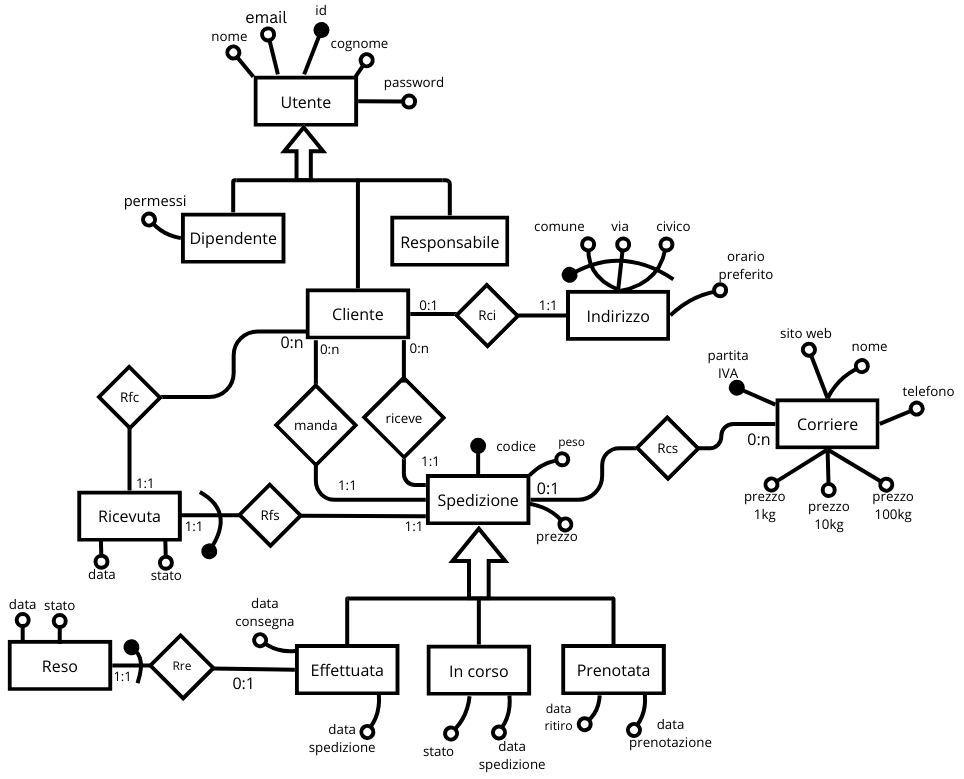 id
email
nome
cognome
password
Utente
permessi
Dipendente
Responsabile
comune
via
civico
orario
preferito
Cliente
0:1
Rci
1:1
Indirizzo
0:n
0:n
0:n
sito web
nome
partita
IVA
telefono
Rfc
manda
riceve
Corriere
0:n
Rcs
codice
peso
1:1
1:1
1:1
Spedizione
0:1
prezzo
1kg
prezzo
10kg
prezzo
100kg
Ricevuta
1:1
Rfs
1:1
prezzo
data
stato
data
stato
data
consegna
Reso
1:1
Rre
0:1
Effettuata
In corso
Prenotata
data
spedizione
stato
data
spedizione
data
ritiro
data
prenotazione